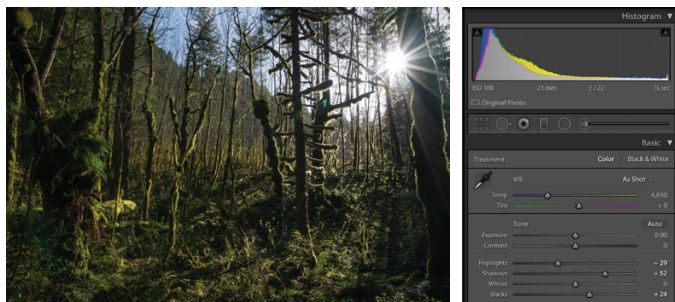 Histogram
ISO 100 21 mm f / 22 ⅙ sec
Original Photo
Basic
Treatment : Color Black & White
WB : As Shot
Temp 4,650
Tint + 9
Tone Auto
Exposure 0.00
Contrast 0
Highlights − 29
Shadows + 52
Whites 0
Blacks + 24